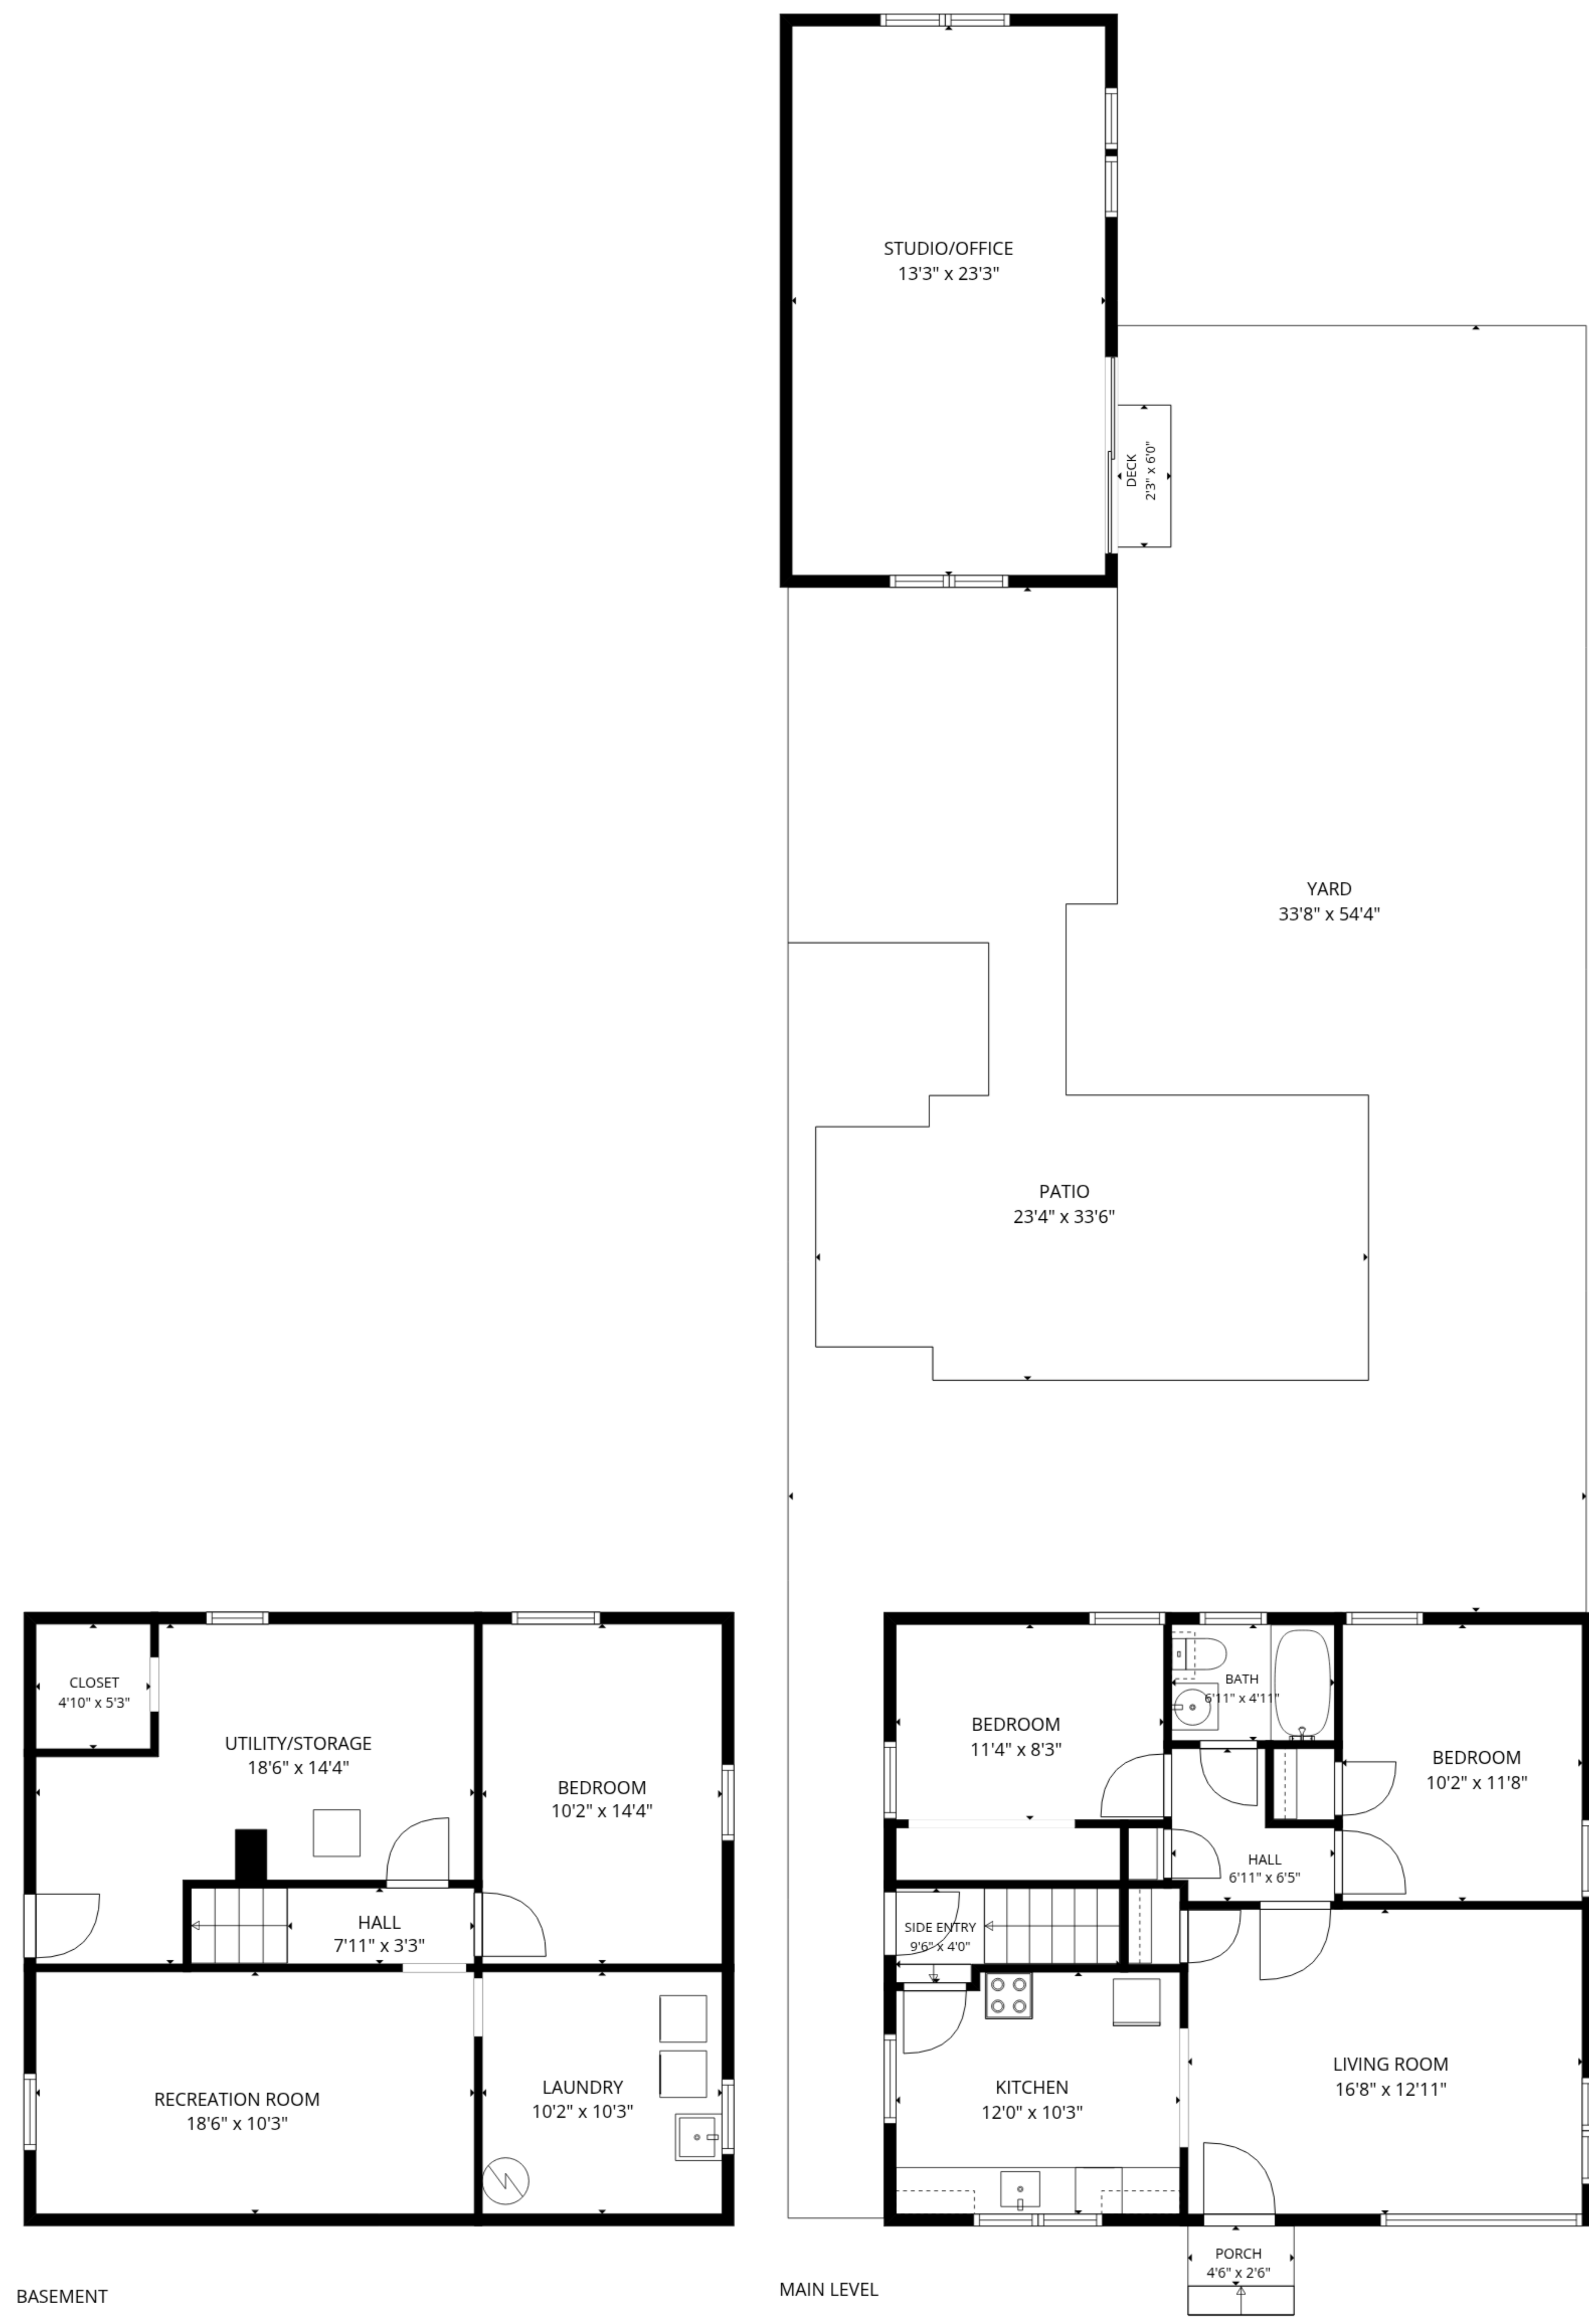 STUDIO/OFFICE
13'3" x 23'3"
DECK
2'3" x 6'0"
YARD
33'8" x 54'4"
PATIO
23'4" x 33'6"
CLOSET
4'10" x 5'3"
UTILITY/STORAGE
18'6" x 14'4"
BEDROOM
10'2" x 14'4"
HALL
7'11" x 3'3"
RECREATION ROOM
18'6" x 10'3"
LAUNDRY
10'2" x 10'3"
BASEMENT
BEDROOM
11'4" x 8'3"
BATH
6'11" x 4'11"
BEDROOM
10'2" x 11'8"
HALL
6'11" x 6'5"
SIDE ENTRY
9'6" x 4'0"
KITCHEN
12'0" x 10'3"
LIVING ROOM
16'8" x 12'11"
PORCH
4'6" x 2'6"
MAIN LEVEL